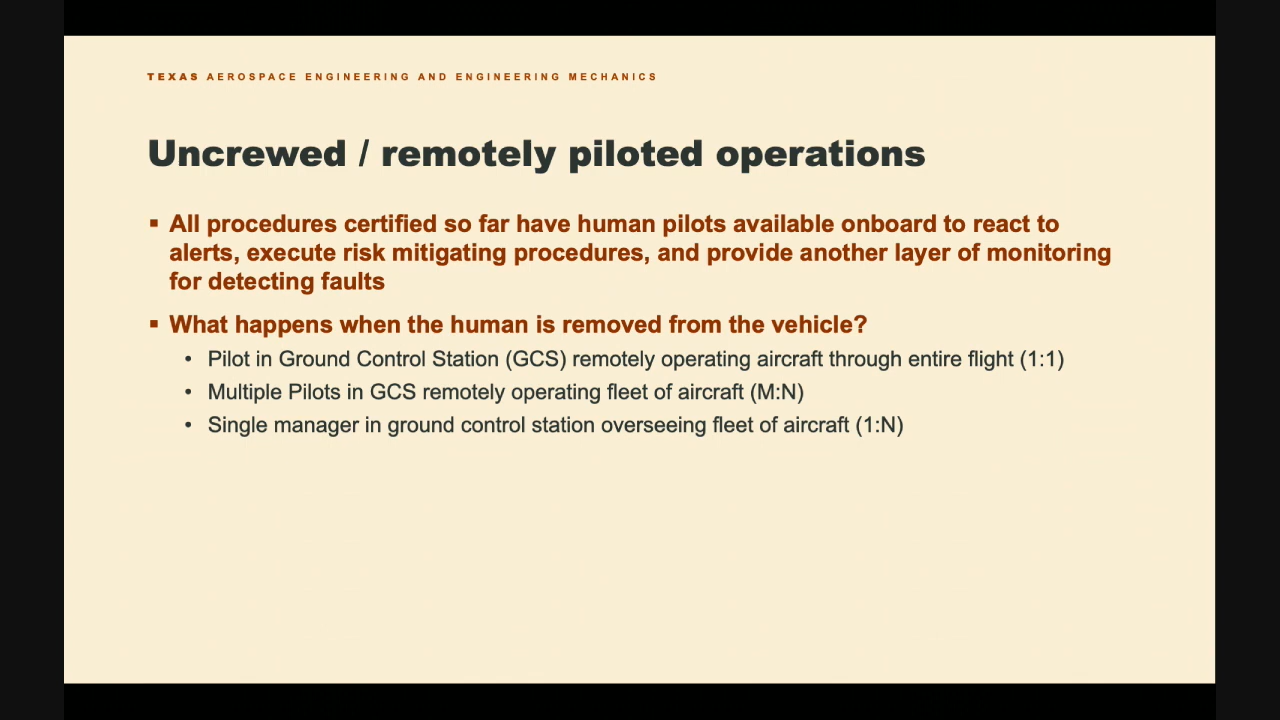 TEXAS AEROSPACE ENGINEERING AND ENGINEERING MECHANICS
Uncrewed / remotely piloted operations
▪ All procedures certified so far have human pilots available onboard to react to
alerts, execute risk mitigating procedures, and provide another layer of monitoring
for detecting faults
▪ What happens when the human is removed from the vehicle?
• Pilot in Ground Control Station (GCS) remotely operating aircraft through entire flight (1:1)
• Multiple Pilots in GCS remotely operating fleet of aircraft (M:N)
• Single manager in ground control station overseeing fleet of aircraft (1:N)